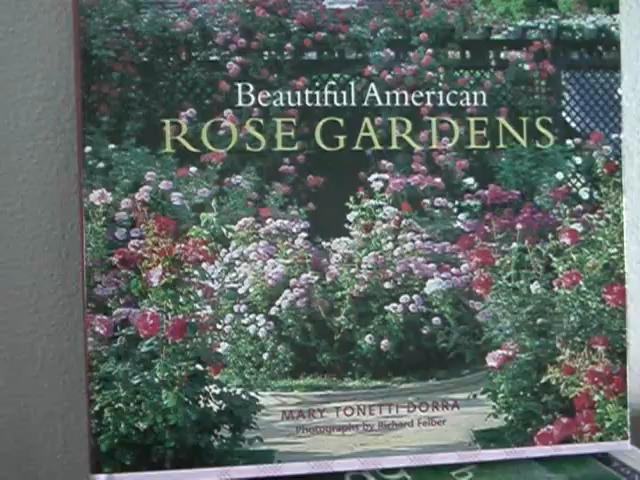 Beautiful American
ROSE GARDENS
MARY TONETTI DORRA
Photographs by Richard Felber